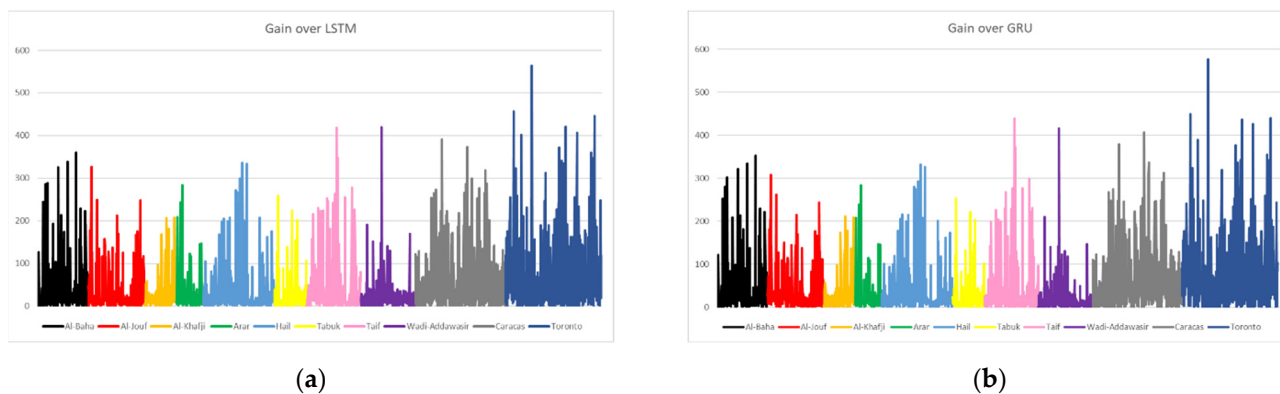 Gain over LSTM
600
500
400
300
200
100
0
Al-Baha Al-Jouf Al-Khafji Arar Hail Tabuk Taif Wadi-Addawasir Caracas Toronto
(a)
Gain over GRU
600
500
400
300
200
100
0
Al-Baha Al-Jouf Al-Khafji Arar Hail Tabuk Taif Wadi-Addawasir Caracas Toronto
(b)